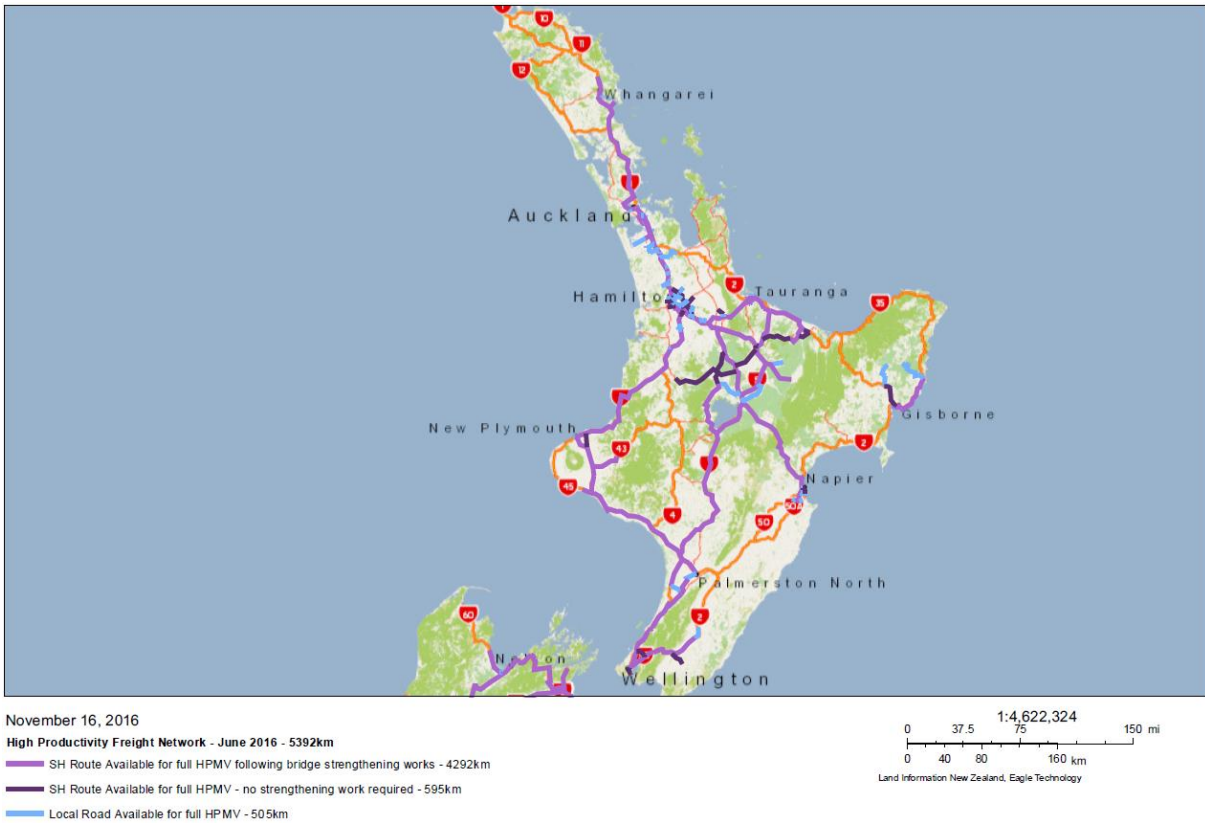 10
11
12
Whangarei
Auckland
2
Tauranga
Hamilton
35
Gisborne
New Plymouth
43
2
Napier
45
4
50
Palmerston North
2
60
Nelson
Wellington
November 16, 2016
High Productivity Freight Network - June 2016 - 5392km
SH Route Available for full HPMV following bridge strengthening works - 4292km
SH Route Available for full HPMV - no strengthening work required - 595km
Local Road Available for full HPMV - 505km
1:4,622,324
0 37.5 75 150 mi
0 40 80 160 km
Land Information New Zealand, Eagle Technology